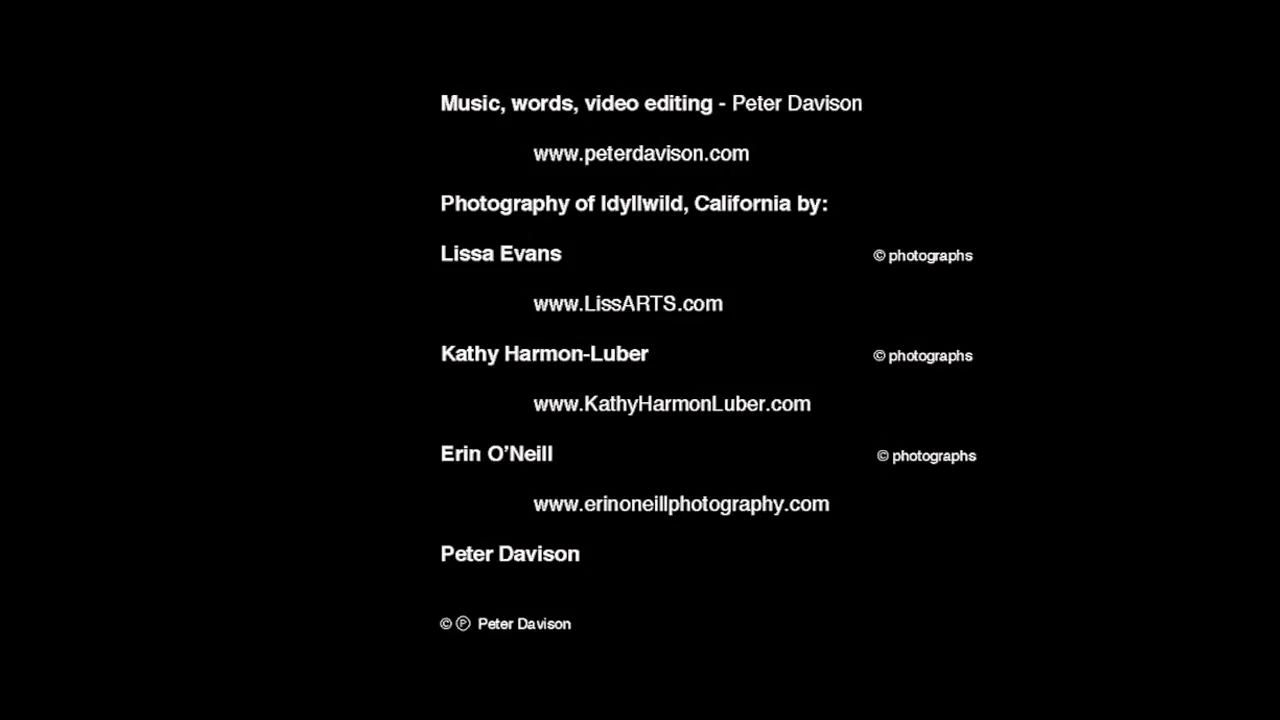 Music, words, video editing - Peter Davison
www.peterdavison.com
Photography of Idyllwild, California by:
Lissa Evans © photographs
www.LissARTS.com
Kathy Harmon-Luber © photographs
www.KathyHarmonLuber.com
Erin O’Neill © photographs
www.erinoneillphotography.com
Peter Davison
© ℗ Peter Davison